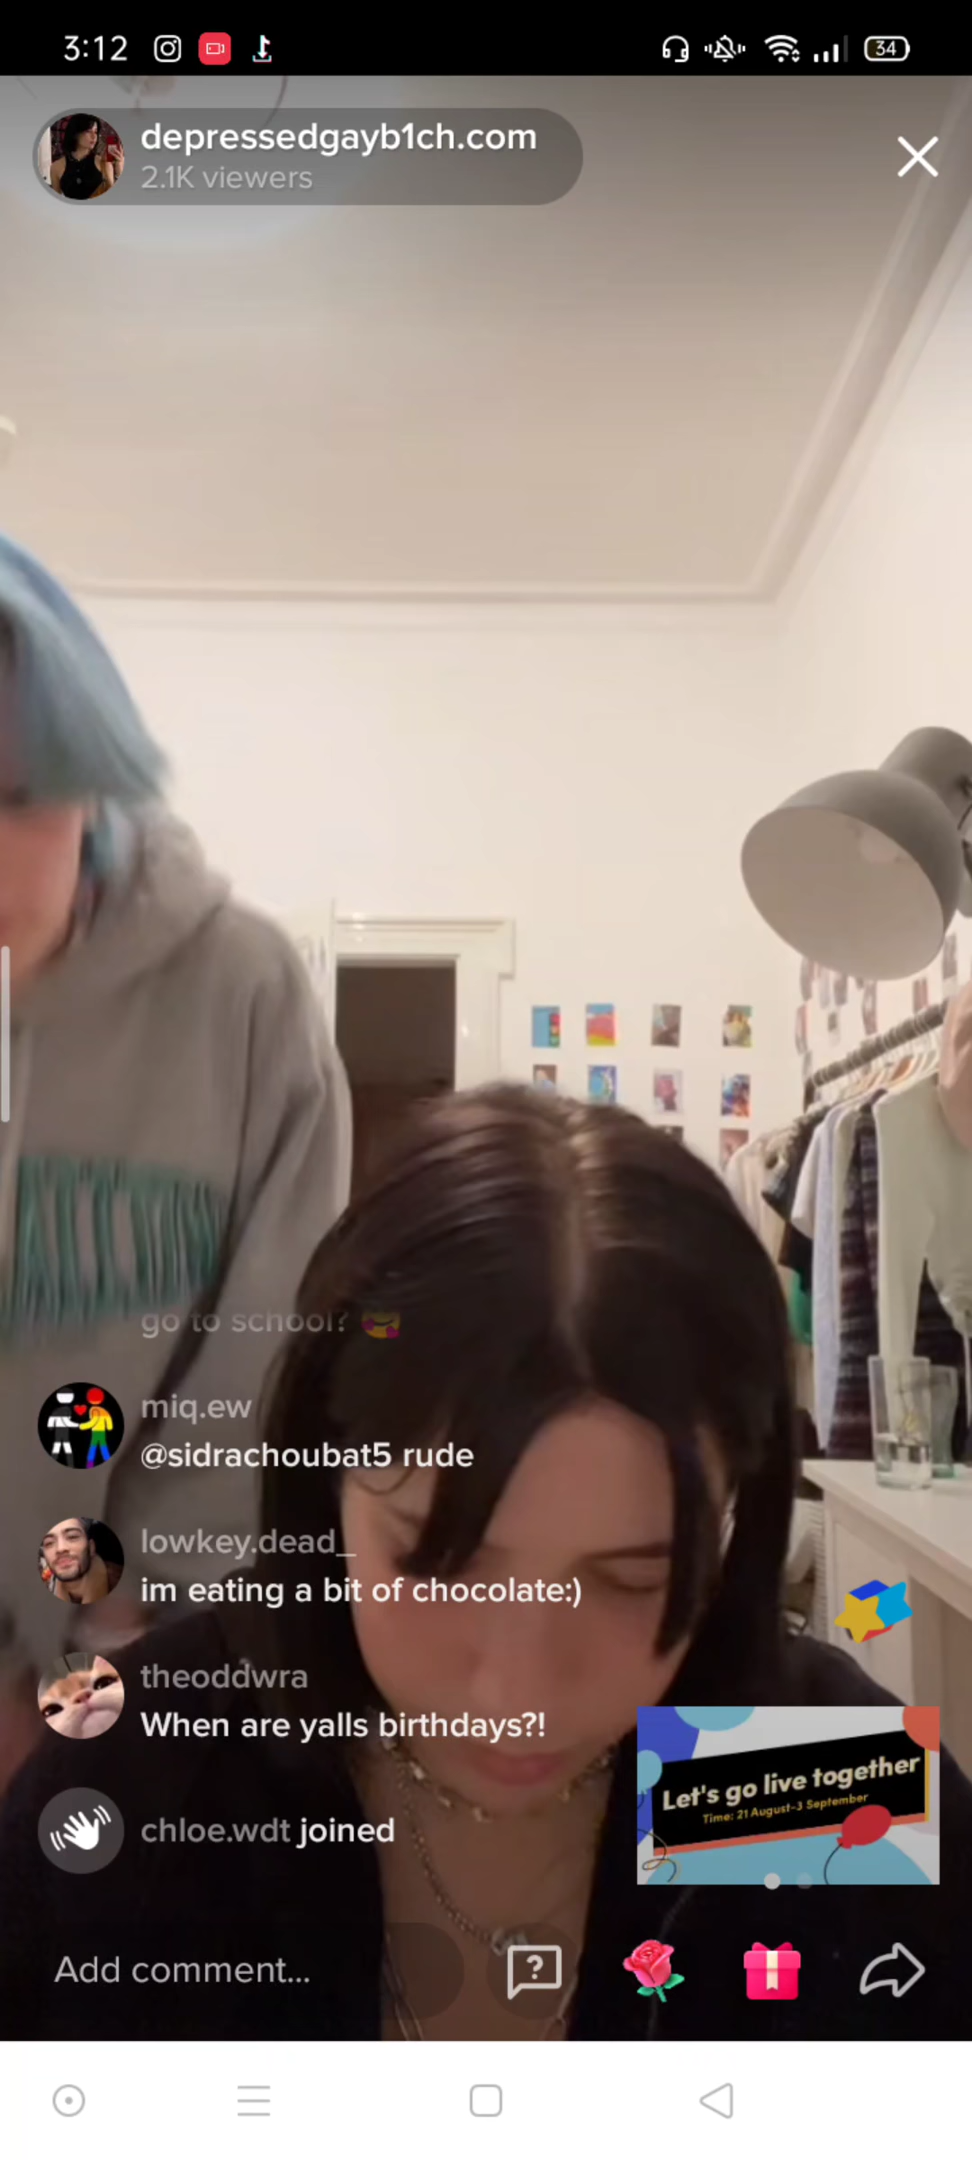 3:12
34
depressedgayb1ch.com
2.1K viewers
go to school? 🥰
miq.ew
@sidrachoubat5 rude
lowkey.dead_
im eating a bit of chocolate:)
theoddwra
When are yalls birthdays?!
chloe.wdt joined
Let's go live together
Time: 21 August-3 September
Add comment...